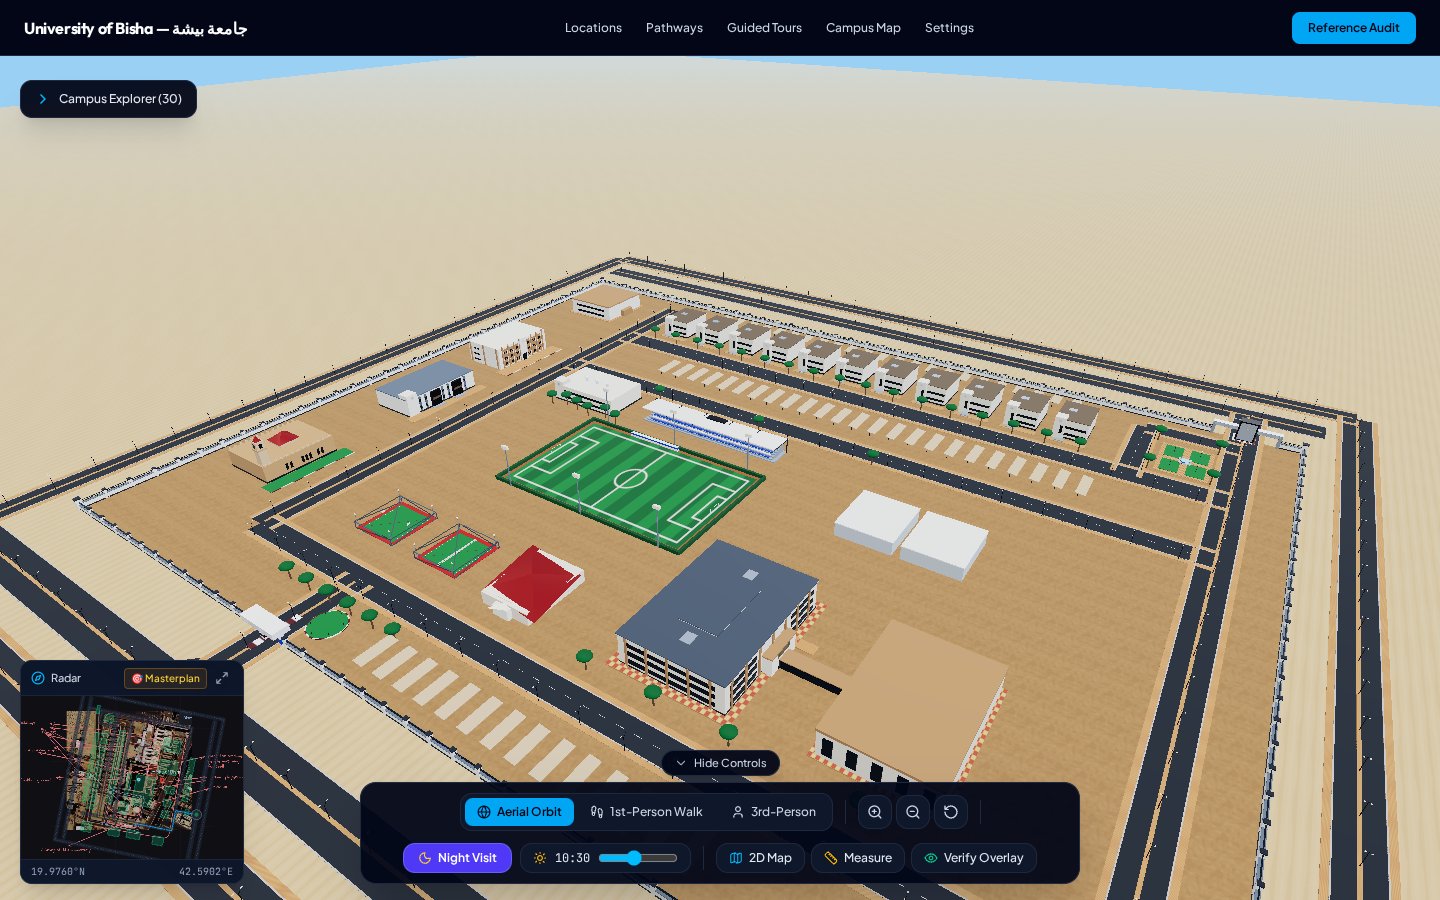 University of Bisha — جامعة بيشة
Locations
Pathways
Guided Tours
Campus Map
Settings
Reference Audit
Campus Explorer (30)
Radar
Masterplan
19.9760°N
42.5902°E
Hide Controls
Aerial Orbit
1st-Person Walk
3rd-Person
Night Visit
10:30
2D Map
Measure
Verify Overlay